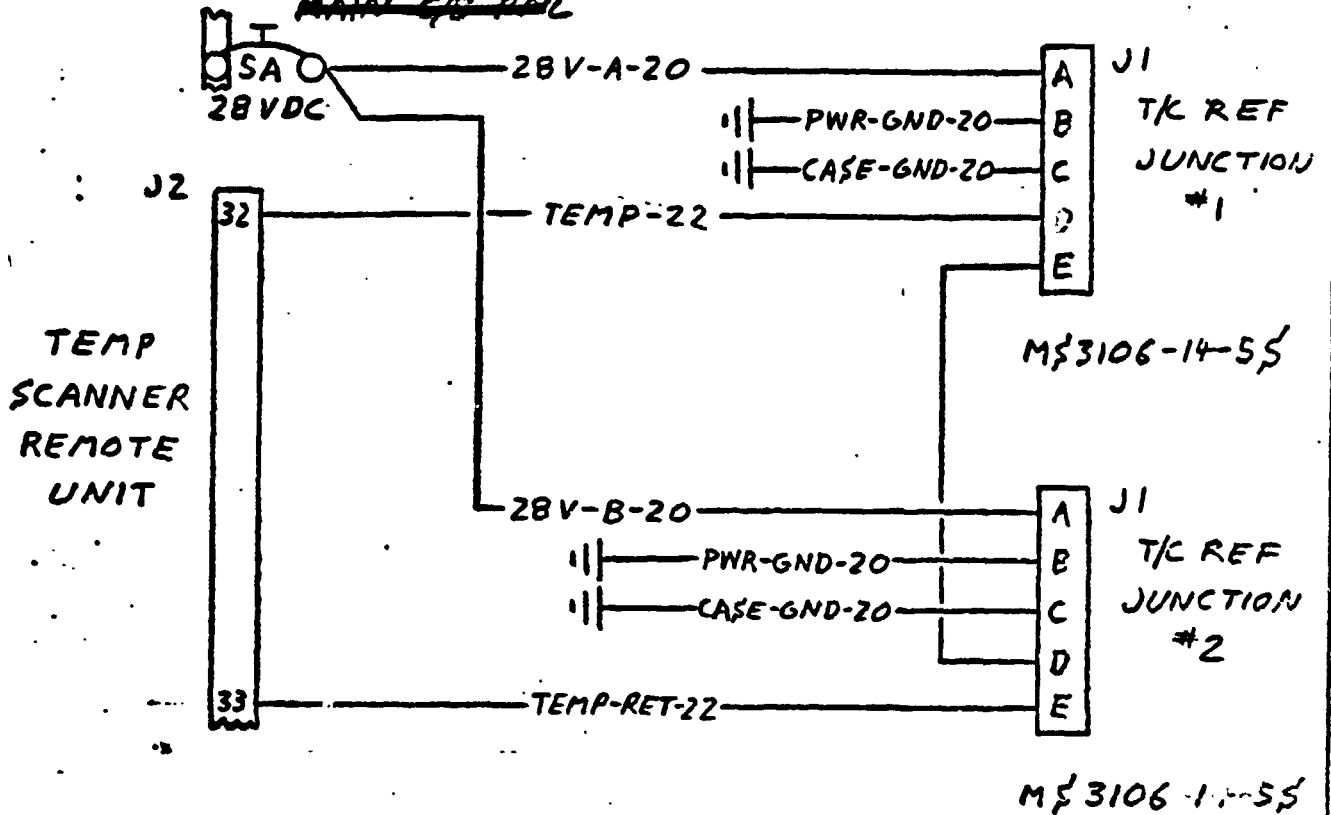 5A
28VDC
28V-A-20
PWR-GND-20
CASE-GND-20
TEMP-22
A
B
C
D
E
J1
T/C REF
JUNCTION
#1
MS3106-14-5S
J2
32
33
TEMP
SCANNER
REMOTE
UNIT
28V-B-20
PWR-GND-20
CASE-GND-20
TEMP-RET-22
A
B
C
D
E
J1
T/C REF
JUNCTION
#2
MS3106